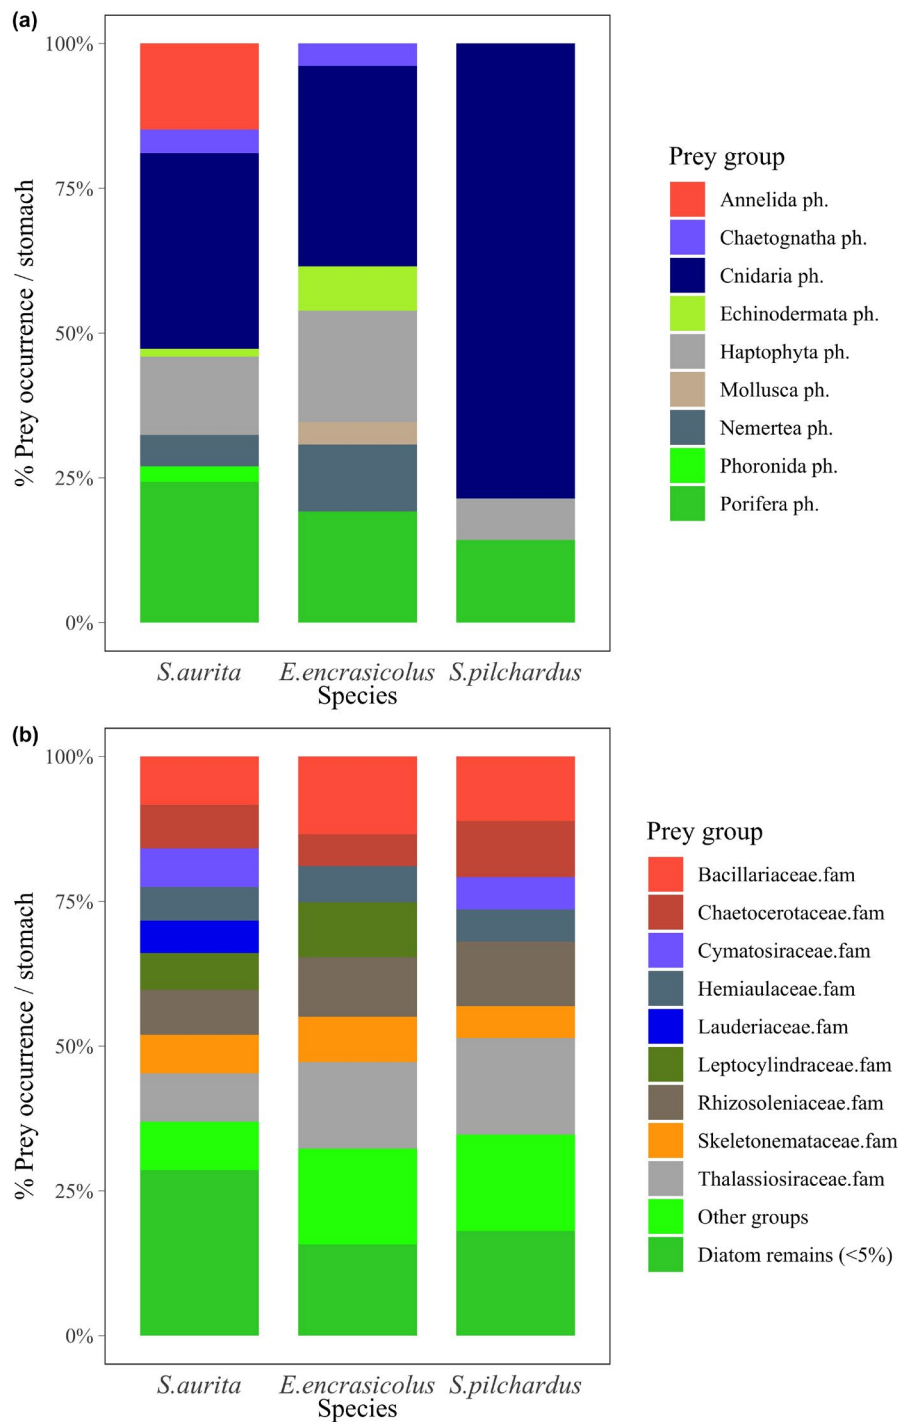 (a)
100%
75%
50%
25%
0%
% Prey occurrence / stomach
S.aurita E.encrasicolus S.pilchardus
Species
Prey group
Annelida ph.
Chaetognatha ph.
Cnidaria ph.
Echinodermata ph.
Haptophyta ph.
Mollusca ph.
Nemertea ph.
Phoronida ph.
Porifera ph.
(b)
100%
75%
50%
25%
0%
% Prey occurrence / stomach
S.aurita E.encrasicolus S.pilchardus
Species
Prey group
Bacillariaceae.fam
Chaetocerotaceae.fam
Cymatosiraceae.fam
Hemiaulaceae.fam
Lauderiaceae.fam
Leptocylindraceae.fam
Rhizosoleniaceae.fam
Skeletonemataceae.fam
Thalassiosiraceae.fam
Other groups
Diatom remains (<5%)